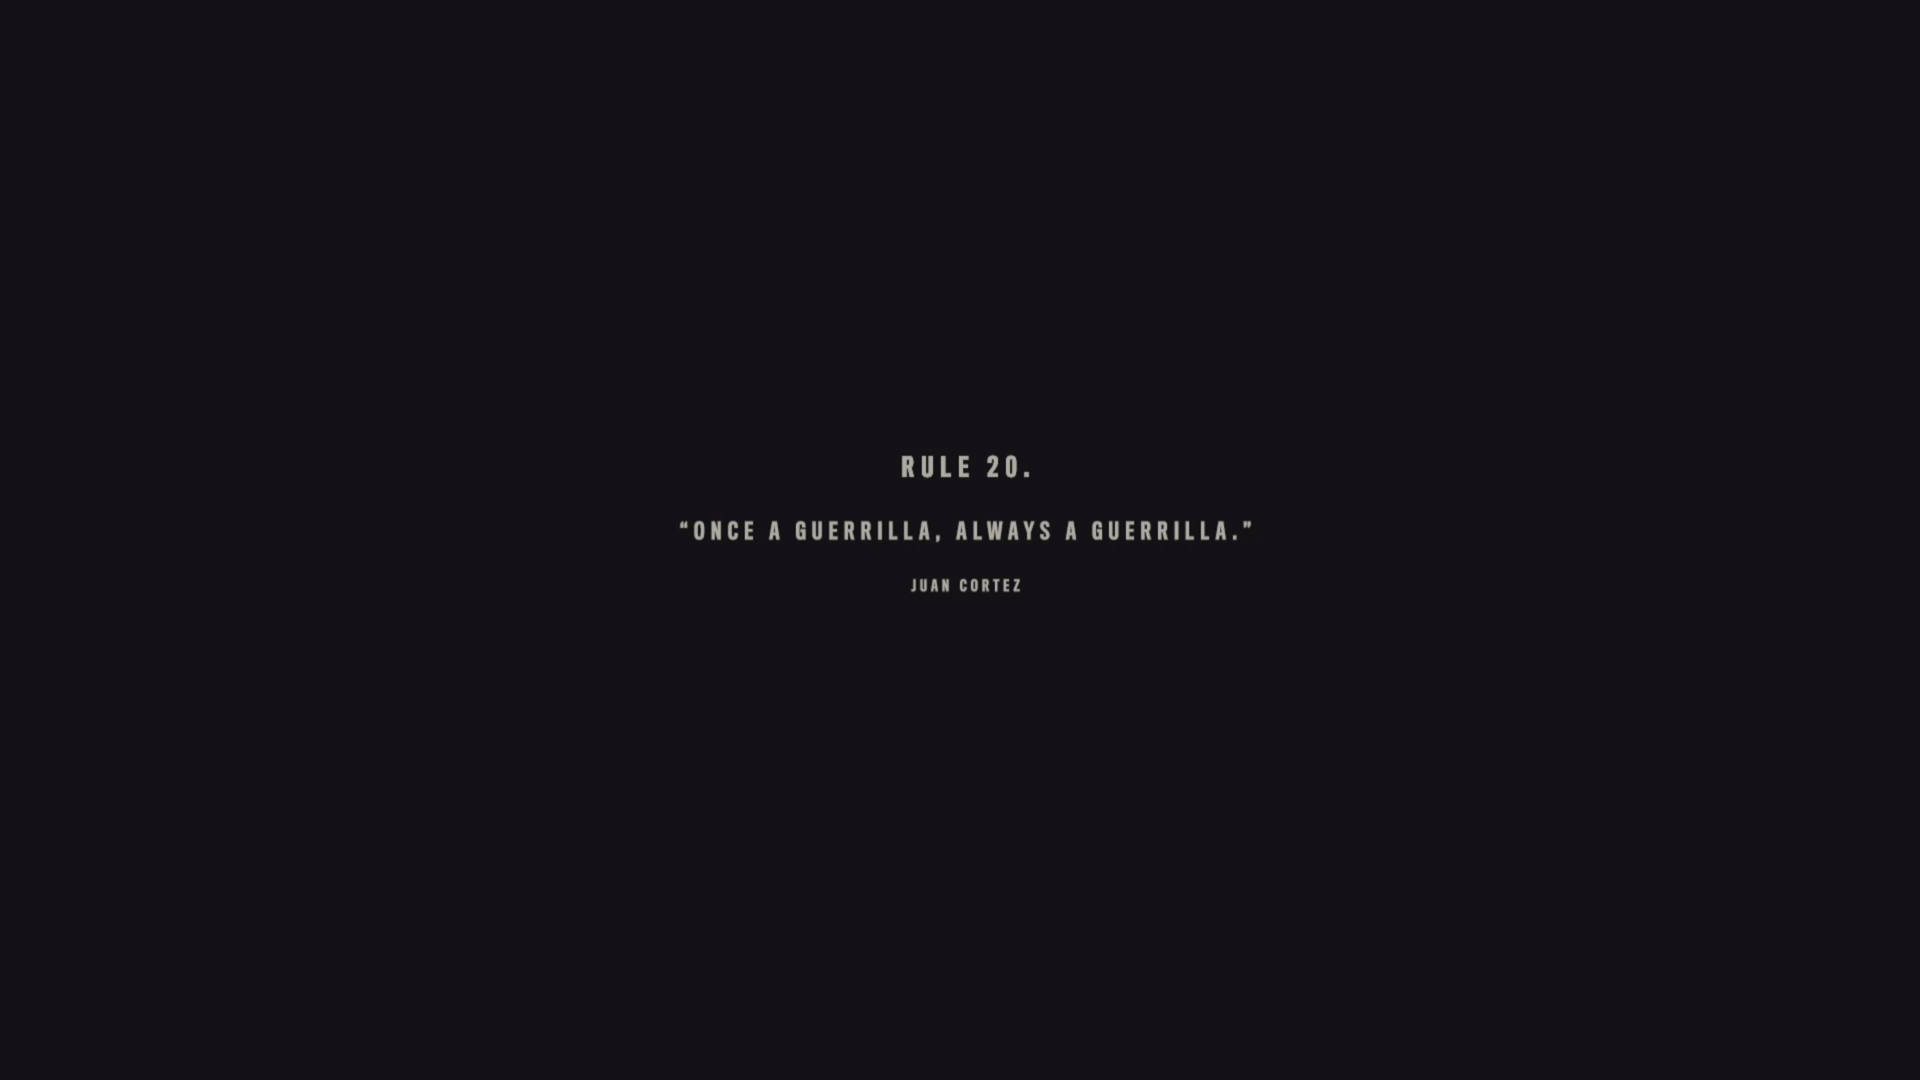 RULE 20.
“ONCE A GUERRILLA, ALWAYS A GUERRILLA.”
JUAN CORTEZ